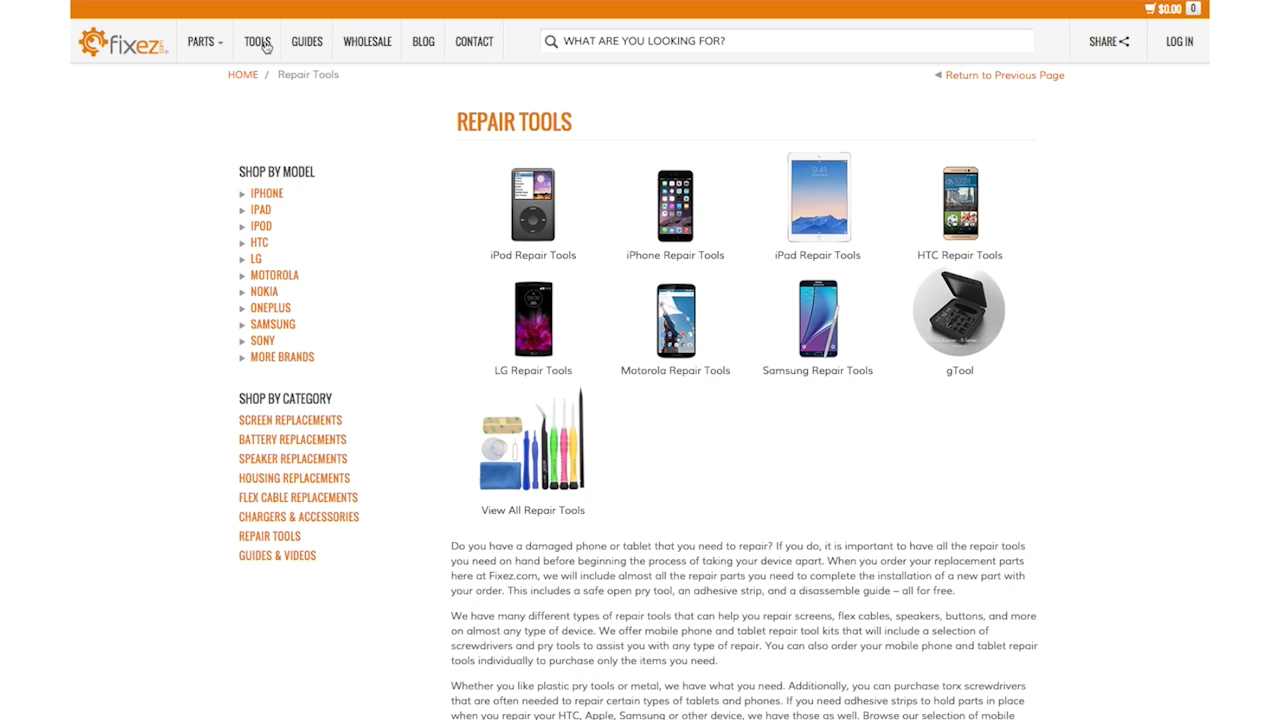 $0.00 0
fixez.com PARTS TOOLS GUIDES WHOLESALE BLOG CONTACT WHAT ARE YOU LOOKING FOR? SHARE LOG IN
HOME / Repair Tools Return to Previous Page
REPAIR TOOLS
SHOP BY MODEL
IPHONE
IPAD
IPOD
HTC
LG
MOTOROLA
NOKIA
ONEPLUS
SAMSUNG
SONY
MORE BRANDS
SHOP BY CATEGORY
SCREEN REPLACEMENTS
BATTERY REPLACEMENTS
SPEAKER REPLACEMENTS
HOUSING REPLACEMENTS
FLEX CABLE REPLACEMENTS
CHARGERS & ACCESSORIES
REPAIR TOOLS
GUIDES & VIDEOS
9:41
iPod Repair Tools iPhone Repair Tools iPad Repair Tools HTC Repair Tools
LG Repair Tools Motorola Repair Tools Samsung Repair Tools gTool
View All Repair Tools
Do you have a damaged phone or tablet that you need to repair? If you do, it is important to have all the repair tools
you need on hand before beginning the process of taking your device apart. When you order your replacement parts
here at Fixez.com, we will include almost all the repair parts you need to complete the installation of a new part with
your order. This includes a safe open pry tool, an adhesive strip, and a disassemble guide – all for free.
We have many different types of repair tools that can help you repair screens, flex cables, speakers, buttons, and more
on almost any type of device. We offer mobile phone and tablet repair tool kits that will include a selection of
screwdrivers and pry tools to assist you with any type of repair. You can also order your mobile phone and tablet repair
tools individually to purchase only the items you need.
Whether you like plastic pry tools or metal, we have what you need. Additionally, you can purchase torx screwdrivers
that are often needed to repair certain types of tablets and phones. If you need adhesive strips to hold parts in place
when you repair your HTC, Apple, Samsung or other device, we have those as well. Browse our selection of mobile